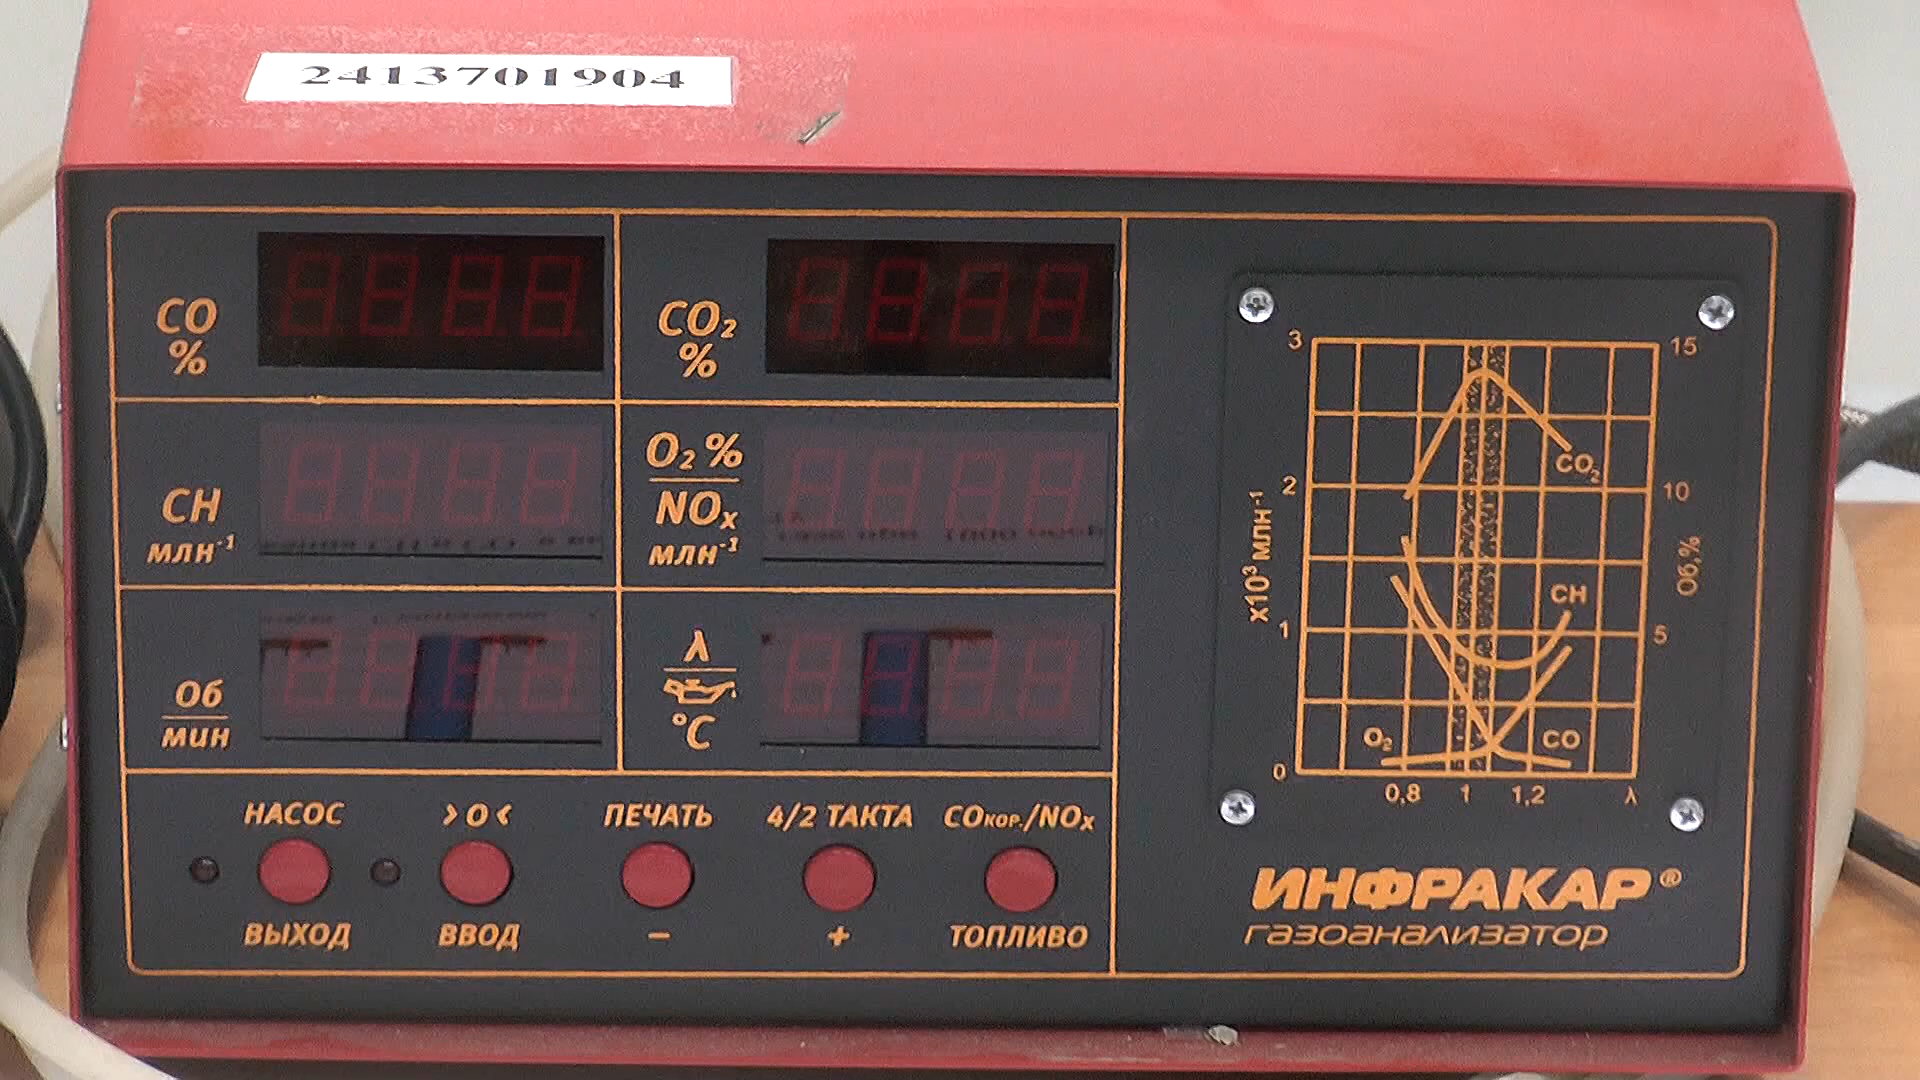 2413701904
CO
%
CO₂
%
CH
млн⁻¹
O₂ %
NOx
млн⁻¹
Об
мин
λ
°C
НАСОС
>О<
ПЕЧАТЬ
4/2 ТАКТА
COкор./NOx
ВЫХОД
ВВОД
–
+
ТОПЛИВО
3
15
CO₂
2
10
x10³ млн⁻¹
Об,%
CH
1
5
O₂
CO
0
0,8
1
1,2
λ
ИНФРАКАР®
газоанализатор